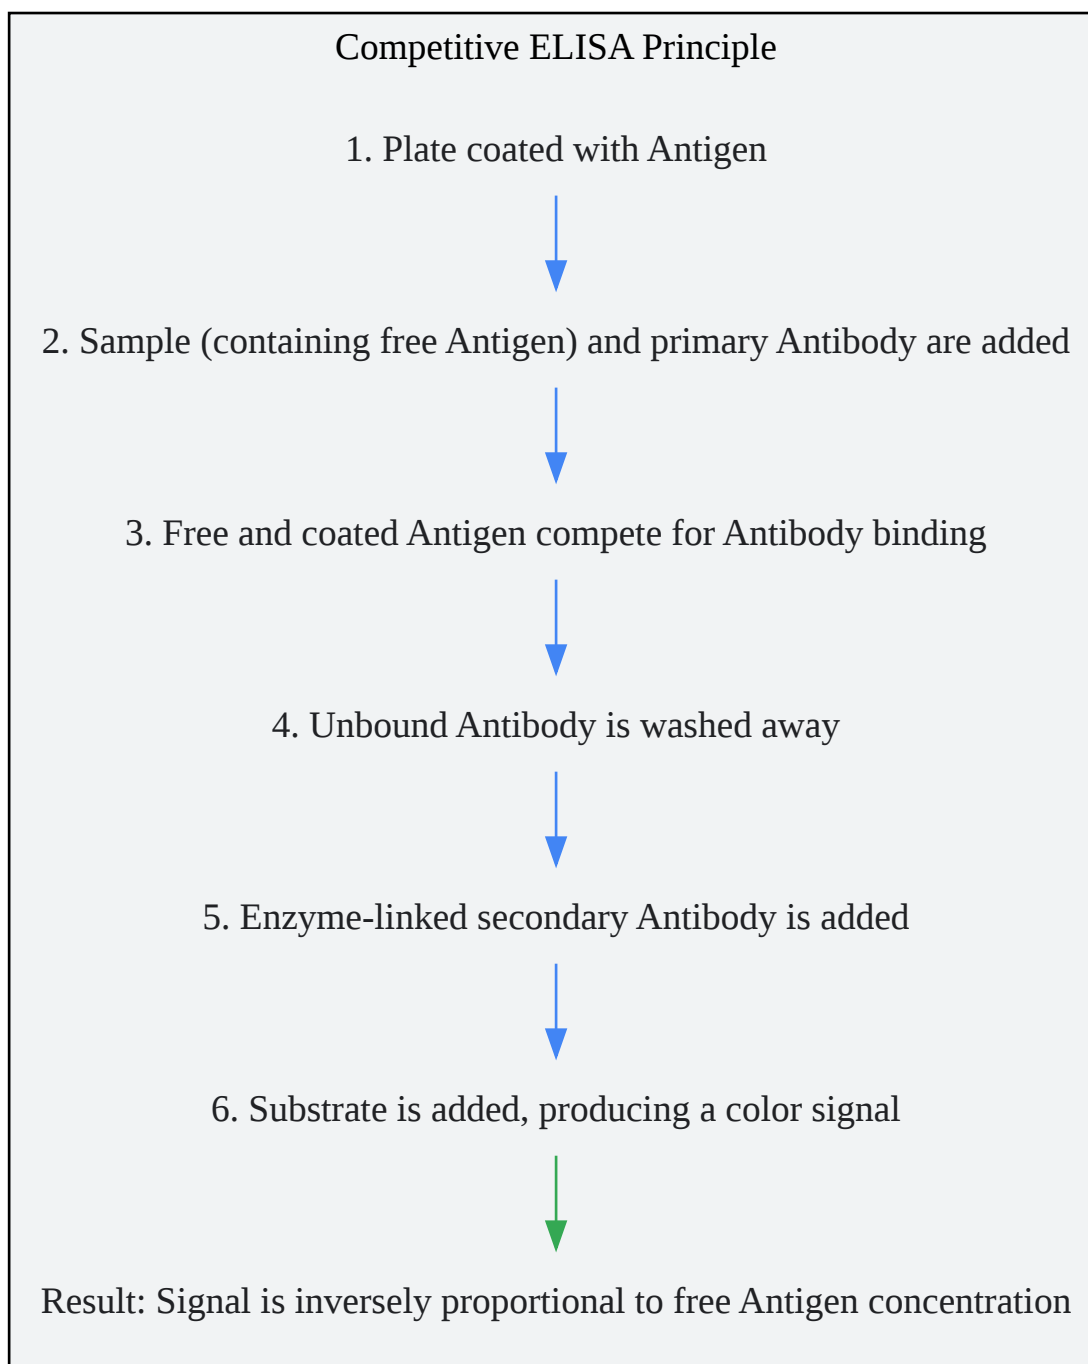 Competitive ELISA Principle
1. Plate coated with Antigen
2. Sample (containing free Antigen) and primary Antibody are added
3. Free and coated Antigen compete for Antibody binding
4. Unbound Antibody is washed away
5. Enzyme-linked secondary Antibody is added
6. Substrate is added, producing a color signal
Result: Signal is inversely proportional to free Antigen concentration